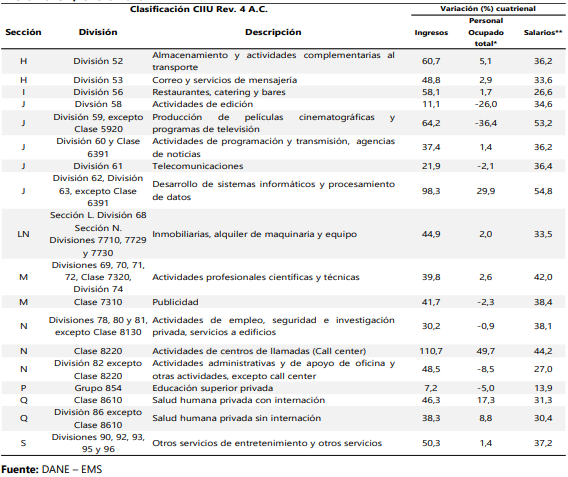 Clasificación CIIU Rev. 4 A.C. Variación (%) cuatrienal
Sección División Descripción Ingresos Personal Ocupado total* Salarios**
H División 52 Almacenamiento y actividades complementarias al transporte 60,7 5,1 36,2
H División 53 Correo y servicios de mensajería 48,8 2,9 33,6
I División 56 Restaurantes, catering y bares 58,1 1,7 26,6
J Divsión 58 Actividades de edición 11,1 -26,0 34,6
J División 59, excepto Clase 5920 Producción de películas cinematográficas y programas de televisión 64,2 -36,4 53,2
J División 60 y Clase 6391 Actividades de programación y transmisión, agencias de noticias 37,4 1,4 36,2
J División 61 Telecomunicaciones 21,9 -2,1 36,4
J División 62, División 63, excepto Clase 6391 Desarrollo de sistemas informáticos y procesamiento de datos 98,3 29,9 54,8
LN Sección L. División 68 Sección N. Divisiones 7710, 7729 y 7730 Inmobiliarias, alquiler de maquinaria y equipo 44,9 2,0 33,5
M Divisiones 69, 70, 71, 72, Clase 7320, División 74 Actividades profesionales científicas y técnicas 39,8 2,6 42,0
M Clase 7310 Publicidad 41,7 -2,3 38,4
N Divisiones 78, 80 y 81, excepto Clase 8130 Actividades de empleo, seguridad e investigación privada, servicios a edificios 30,2 -0,9 38,1
N Clase 8220 Actividades de centros de llamadas (Call center) 110,7 49,7 44,2
N División 82 excepto Clase 8220 Actividades administrativas y de apoyo de oficina y otras actividades, excepto call center 48,5 -8,5 27,0
P Grupo 854 Educación superior privada 7,2 -5,0 13,9
Q Clase 8610 Salud humana privada con internación 46,3 17,3 31,3
Q División 86 excepto Clase 8610 Salud humana privada sin internación 38,3 8,8 30,4
S Divisiones 90, 92, 93, 95 y 96 Otros servicios de entretenimiento y otros servicios 50,3 1,4 37,2
Fuente: DANE – EMS